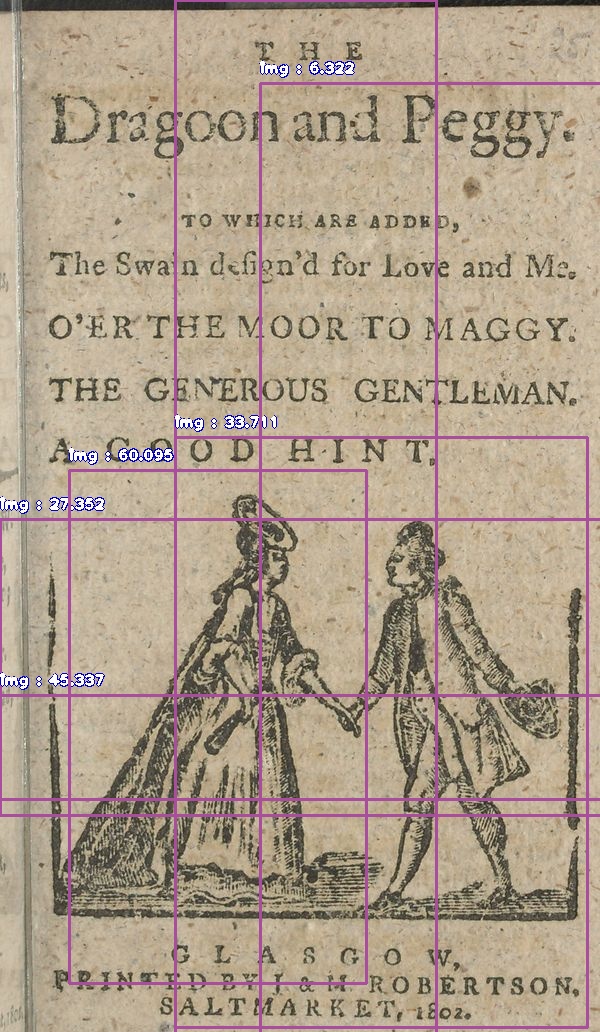 THE
img : 6.322
Dragoon and Peggy.
TO WHICH ARE ADDED,
The Swain deſign'd for Love and Me.
O'ER THE MOOR TO MAGGY.
THE GENEROUS GENTLEMAN.
img : 33.711
A GOOD HINT.
img : 60.095
img : 27.352
img : 45.337
GLASGOW,
PRINTED BY J. & M. ROBERTSON,
SALTMARKET, 1802.